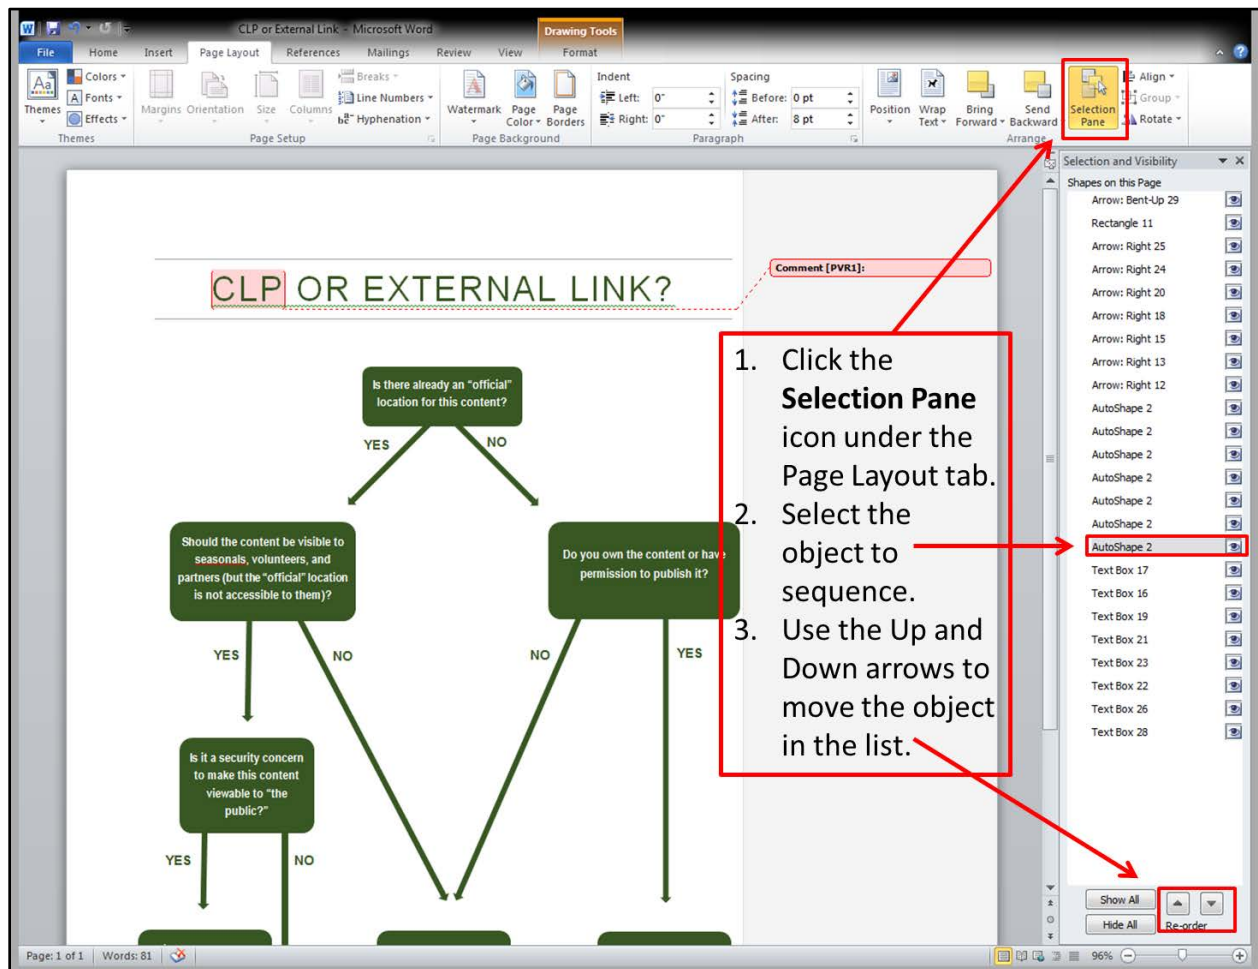 CLP or External Link - Microsoft Word
Drawing Tools
File Home Insert Page Layout References Mailings Review View Format
Colors
Fonts
Effects
Themes
Themes
Margins Orientation Size Columns
Breaks
Line Numbers
Hyphenation
Page Setup
Watermark Page Color Page Borders
Page Background
Indent
Left: 0"
Right: 0"
Spacing
Before: 0 pt
After: 8 pt
Paragraph
Position Wrap Text Bring Forward Send Backward Selection Pane
Align
Group
Rotate
Arrange
Selection and Visibility
Shapes on this Page
Arrow: Bent-Up 29
Rectangle 11
Arrow: Right 25
Arrow: Right 24
Arrow: Right 20
Arrow: Right 18
Arrow: Right 15
Arrow: Right 13
Arrow: Right 12
AutoShape 2
AutoShape 2
AutoShape 2
AutoShape 2
AutoShape 2
AutoShape 2
AutoShape 2
Text Box 17
Text Box 16
Text Box 19
Text Box 21
Text Box 23
Text Box 22
Text Box 26
Text Box 28
Show All
Hide All
Re-order
CLP OR EXTERNAL LINK?
Comment [PVR1]:
Is there already an “official”
location for this content?
YES
NO
Should the content be visible to
seasonals, volunteers, and
partners (but the “official” location
is not accessible to them)?
Do you own the content or have
permission to publish it?
YES
NO
NO
YES
Is it a security concern
to make this content
viewable to “the
public?”
YES
NO
1. Click the
Selection Pane
icon under the
Page Layout tab.
2. Select the
object to
sequence.
3. Use the Up and
Down arrows to
move the object
in the list.
Page: 1 of 1 Words: 81
96%